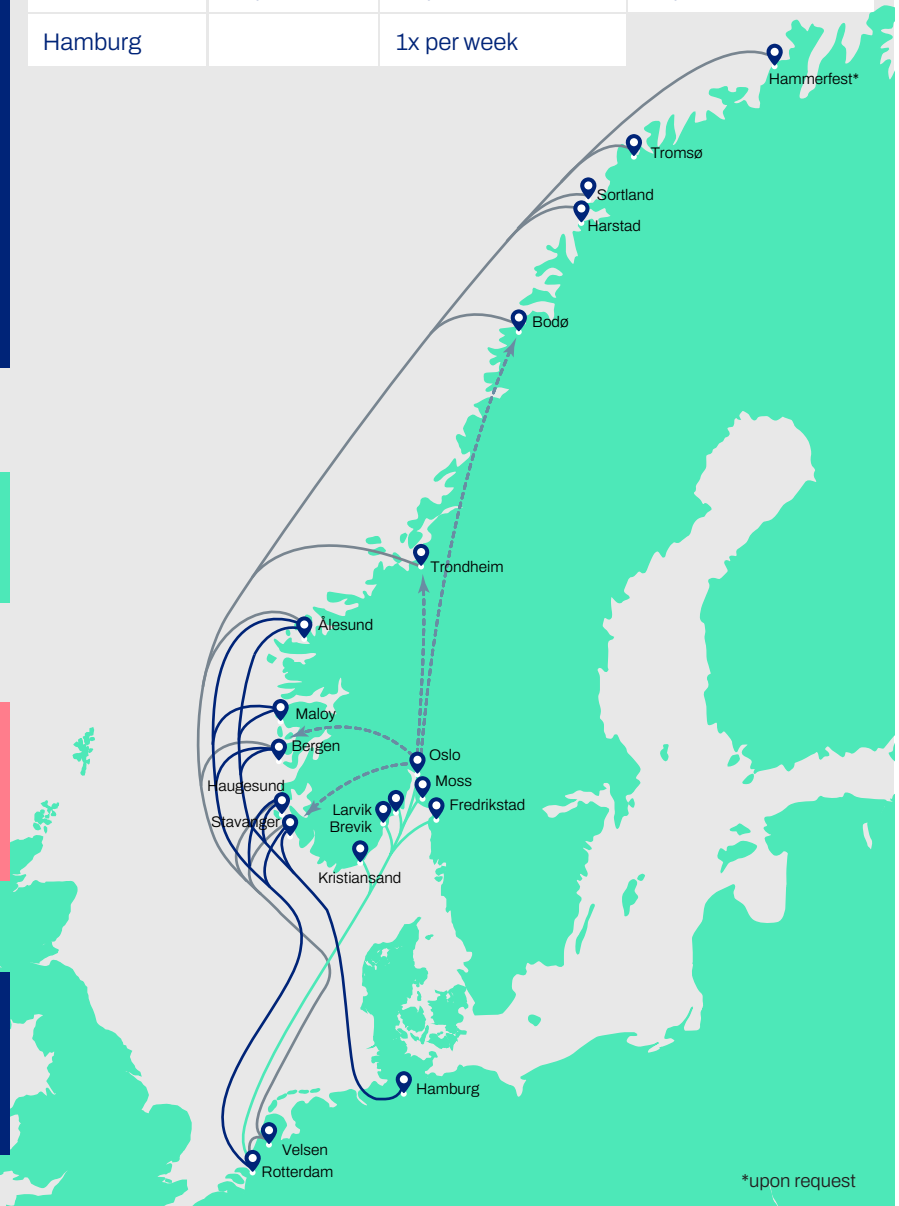 Hamburg
1x per week
Hammerfest*
Tromsø
Sortland
Harstad
Bodø
Trondheim
Ålesund
Maloy
Bergen
Oslo
Moss
Haugesund
Fredrikstad
Larvik
Stavanger
Brevik
Kristiansand
Hamburg
Velsen
Rotterdam
*upon request